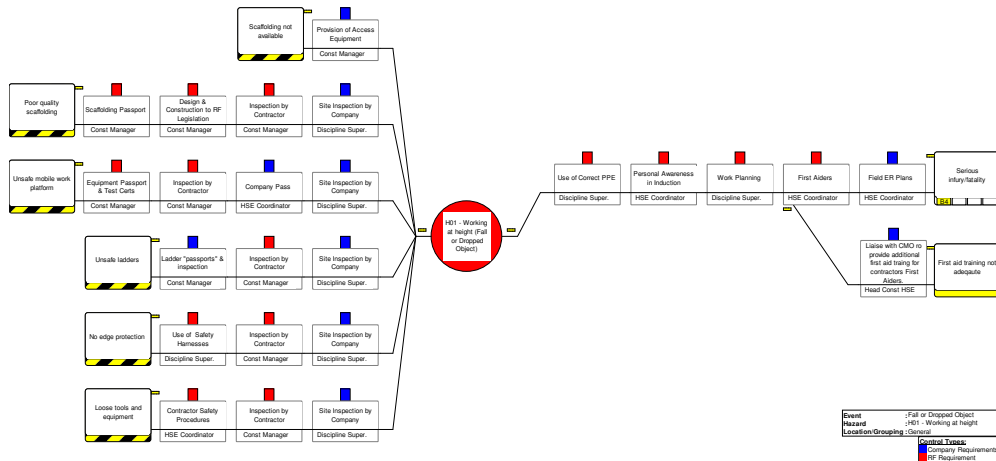 Scaffolding not
available
Provision of Access
Equipment
Const Manager
Poor quality
scaffolding
Scaffolding Passport
Const Manager
Design &
Construction to RF
Legislation
Const Manager
Inspection by
Contractor
Const Manager
Site Inspection by
Company
Discipline Super.
Unsafe mobile work
platform
Equipment Passport
& Test Certs
Const Manager
Inspection by
Contractor
Const Manager
Company Pass
HSE Coordinator
Site Inspection by
Company
Discipline Super.
Unsafe ladders
Ladder "passports" &
inspection
Const Manager
Inspection by
Contractor
Const Manager
Site Inspection by
Company
Discipline Super.
No edge protection
Use of Safety
Harnesses
Discipline Super.
Inspection by
Contractor
Const Manager
Site Inspection by
Company
Discipline Super.
Loose tools and
equipment
Contractor Safety
Procedures
HSE Coordinator
Inspection by
Contractor
Const Manager
Site Inspection by
Company
Discipline Super.
H01 - Working
at height (Fall
or Dropped
Object)
Use of Correct PPE
Discipline Super.
Personal Awareness
in Induction
HSE Coordinator
Work Planning
Discipline Super.
First Aiders
HSE Coordinator
Field ER Plans
HSE Coordinator
Serious
infury/fatality
B4
Liaise with CMO ro
provide additional
first aid traing for
contractors First
Aiders.
Head Const HSE
First aid training not
adeqaute
Event : Fall or Dropped Object
Hazard : H01 - Working at height
Location/Grouping : General
Control Types:
Company Requirements
RF Requirement